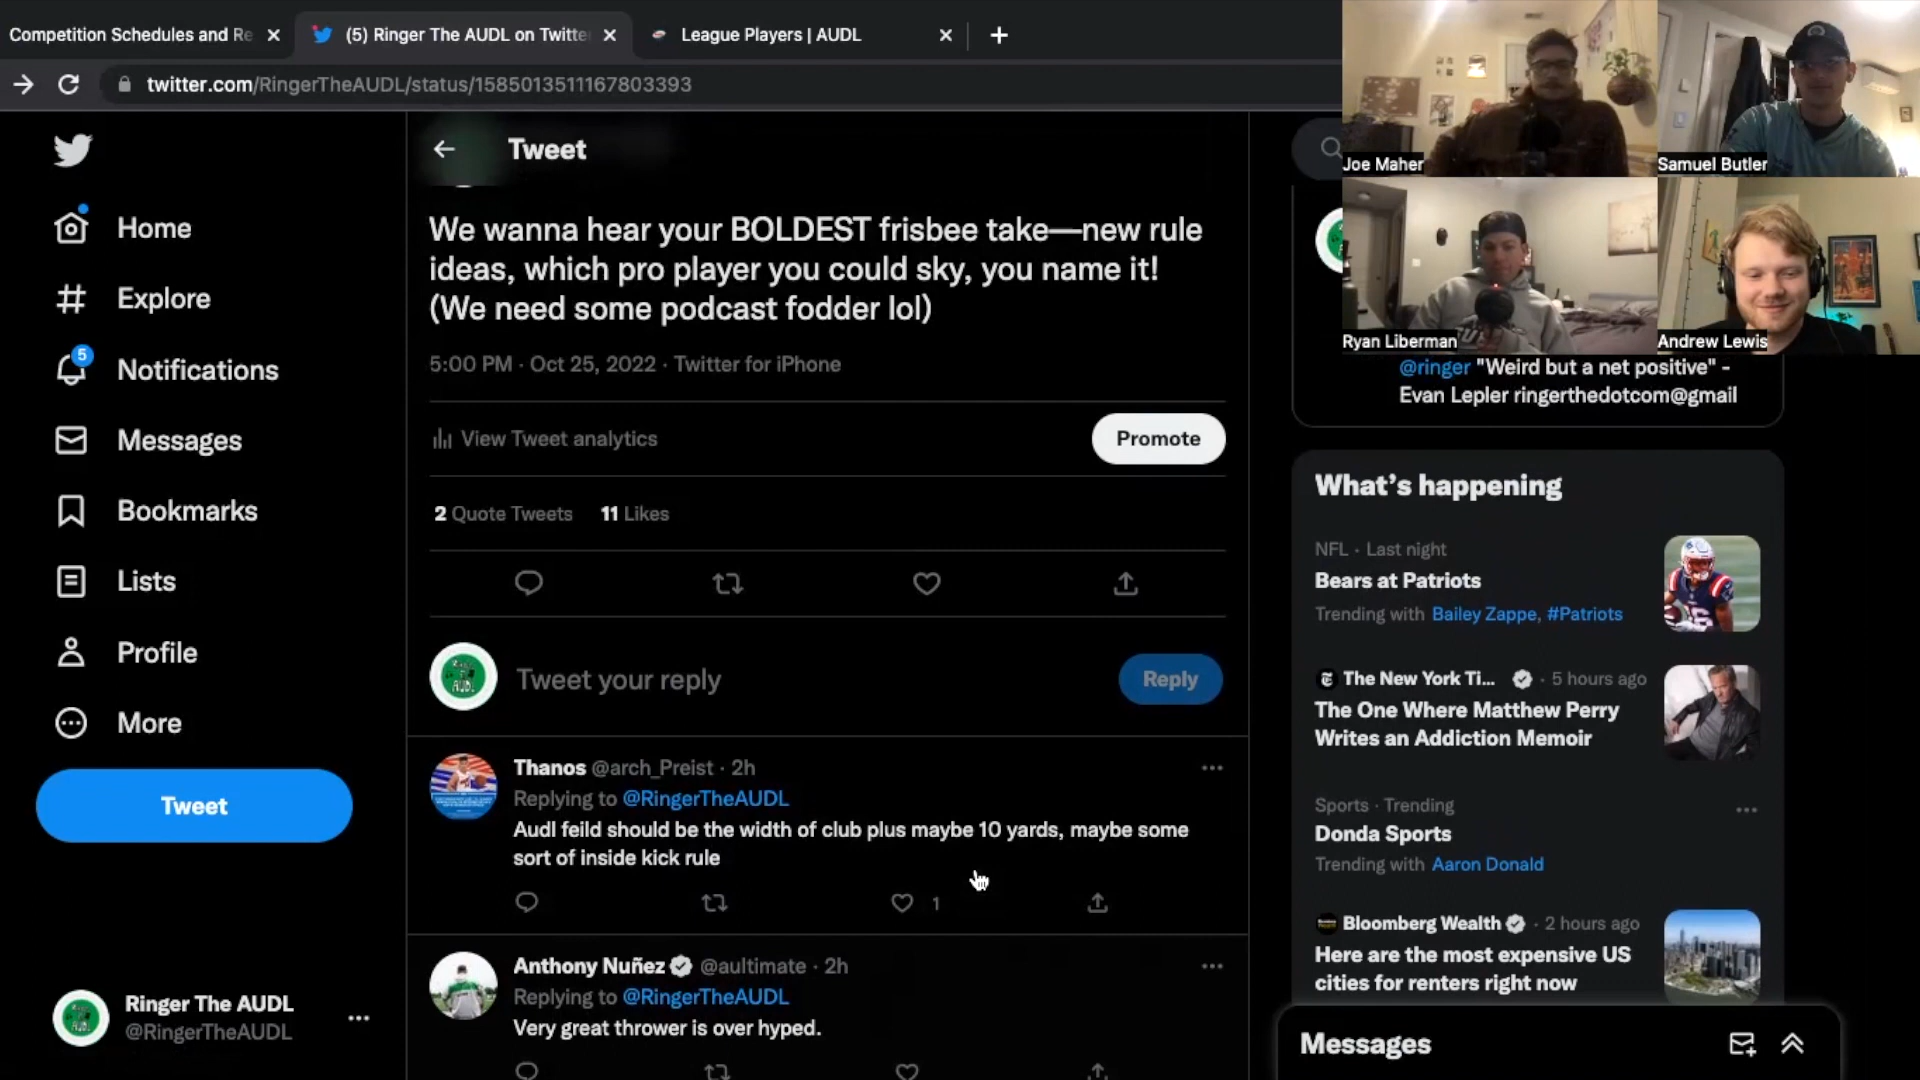 Competition Schedules and Re
(5) Ringer The AUDL on Twitte
League Players | AUDL
twitter.com/RingerTheAUDL/status/1585013511167803393
Joe Maher
Samuel Butler
Ryan Liberman
Andrew Lewis
Home
Explore
5
Notifications
Messages
Bookmarks
Lists
Profile
More
Tweet
Ringer The AUDL
@RingerTheAUDL
Tweet
We wanna hear your BOLDEST frisbee take—new rule
ideas, which pro player you could sky, you name it!
(We need some podcast fodder lol)
5:00 PM · Oct 25, 2022 · Twitter for iPhone
View Tweet analytics
Promote
2 Quote Tweets 11 Likes
Tweet your reply
Reply
Thanos @arch_Preist · 2h
Replying to @RingerTheAUDL
Audl feild should be the width of club plus maybe 10 yards, maybe some
sort of inside kick rule
1
Anthony Nuñez @aultimate · 2h
Replying to @RingerTheAUDL
Very great thrower is over hyped.
@ringer "Weird but a net positive" -
Evan Lepler ringerthedotcom@gmail
What's happening
NFL · Last night
Bears at Patriots
Trending with Bailey Zappe, #Patriots
The New York Ti... · 5 hours ago
The One Where Matthew Perry
Writes an Addiction Memoir
Sports · Trending
Donda Sports
Trending with Aaron Donald
Bloomberg Wealth · 2 hours ago
Here are the most expensive US
cities for renters right now
Messages